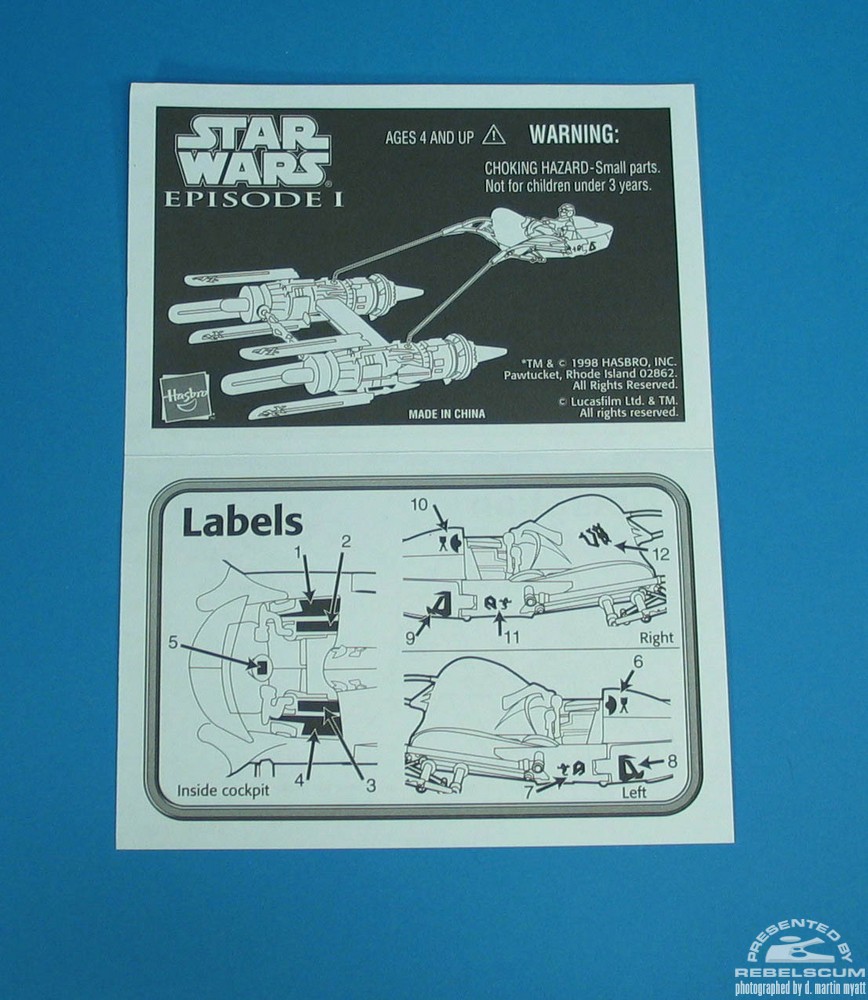 STAR
WARS®
EPISODE I
AGES 4 AND UP ⚠ WARNING:
CHOKING HAZARD-Small parts.
Not for children under 3 years.
*TM & © 1998 HASBRO, INC.
Pawtucket, Rhode Island 02862.
All Rights Reserved.
© Lucasfilm Ltd. & TM.
All rights reserved.
Hasbro
MADE IN CHINA
Labels
1
2
5
4
3
Inside cockpit
10
12
9
11
Right
6
8
7
Left
PRESENTED BY
REBELSCUM
photographed by d. martin myatt